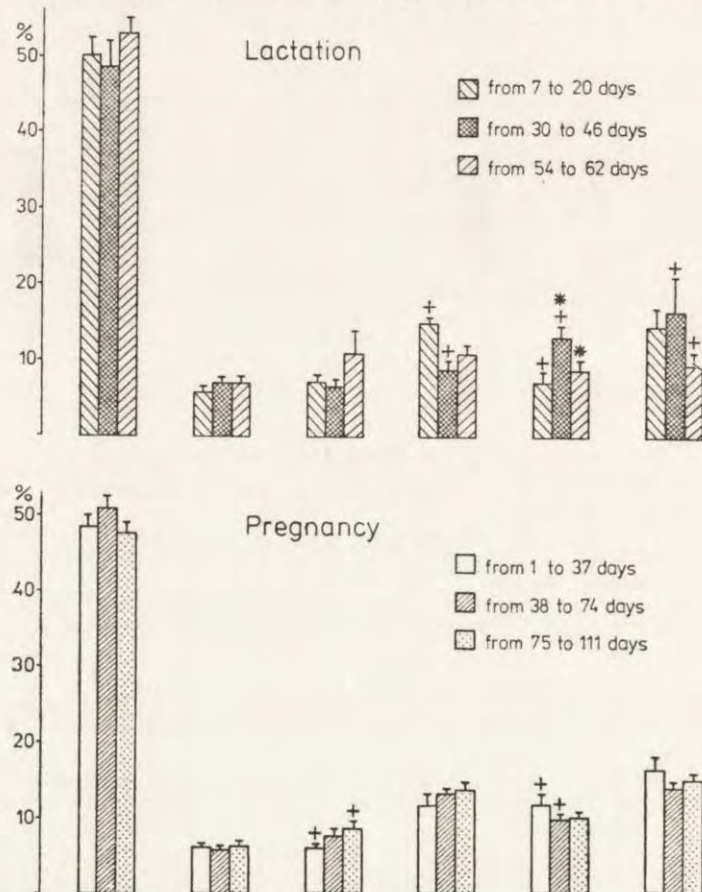 %
Lactation
50
from 7 to 20 days
40
from 30 to 46 days
from 54 to 62 days
30
20
+ + * + + * + +
10
%
50
Pregnancy
from 1 to 37 days
40
from 38 to 74 days
from 75 to 111 days
30
20
+ + + +
10